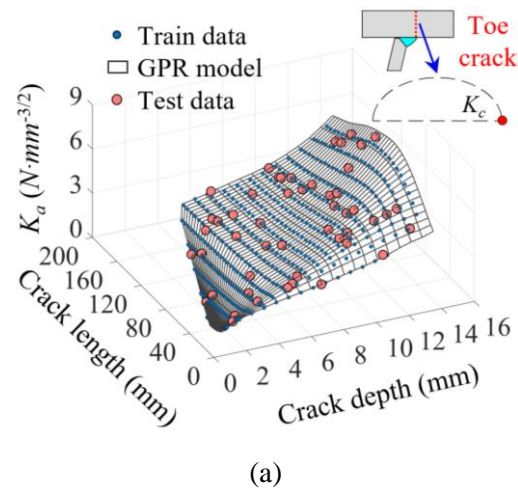 Train data
GPR model
Test data
Toe
crack
K_c
K_a (N·mm^{-3/2})
9
6
3
0
200
160
120
80
40
0
Crack length (mm)
0
2
4
6
8
10
12
14
16
Crack depth (mm)
(a)